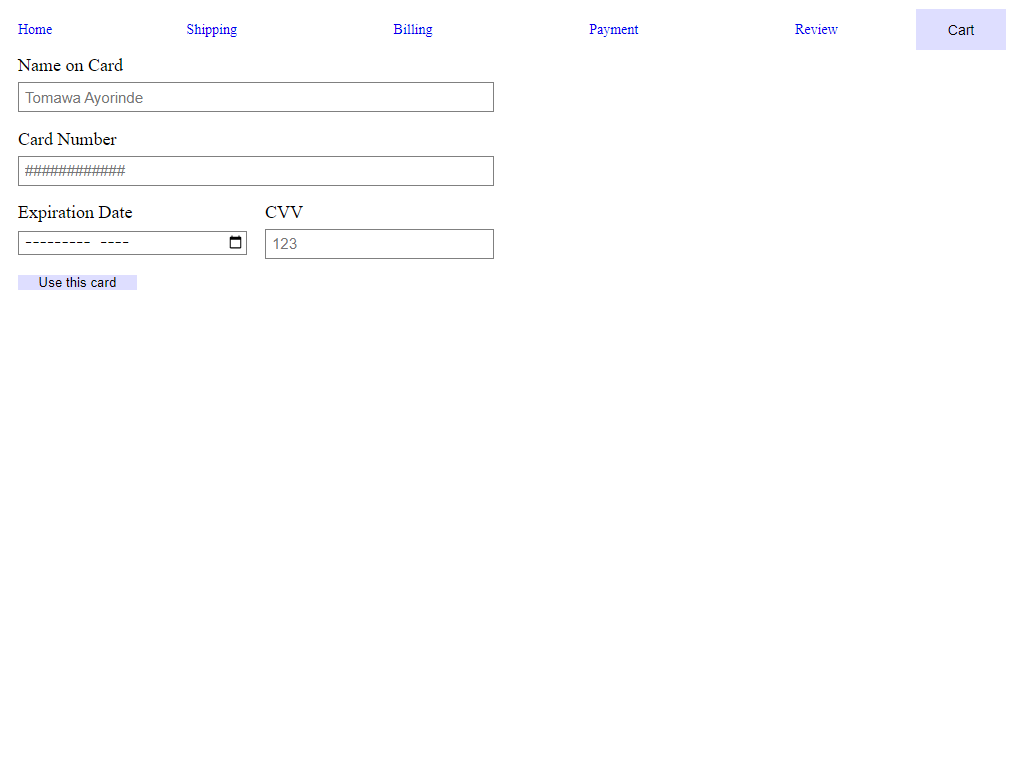 Home Shipping Billing Payment Review Cart
Name on Card
Tomawa Ayorinde
Card Number
############
Expiration Date CVV
--------- ---- 123
Use this card